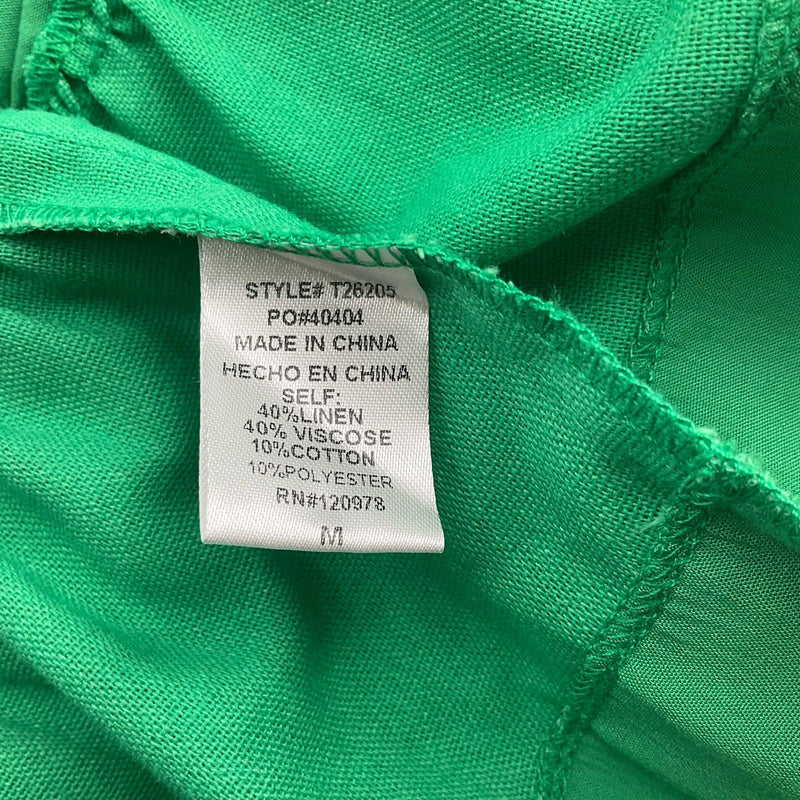 STYLE# T26205
PO#40404
MADE IN CHINA
HECHO EN CHINA
SELF:
40%LINEN
40% VISCOSE
10%COTTON
10%POLYESTER
RN#120978
M